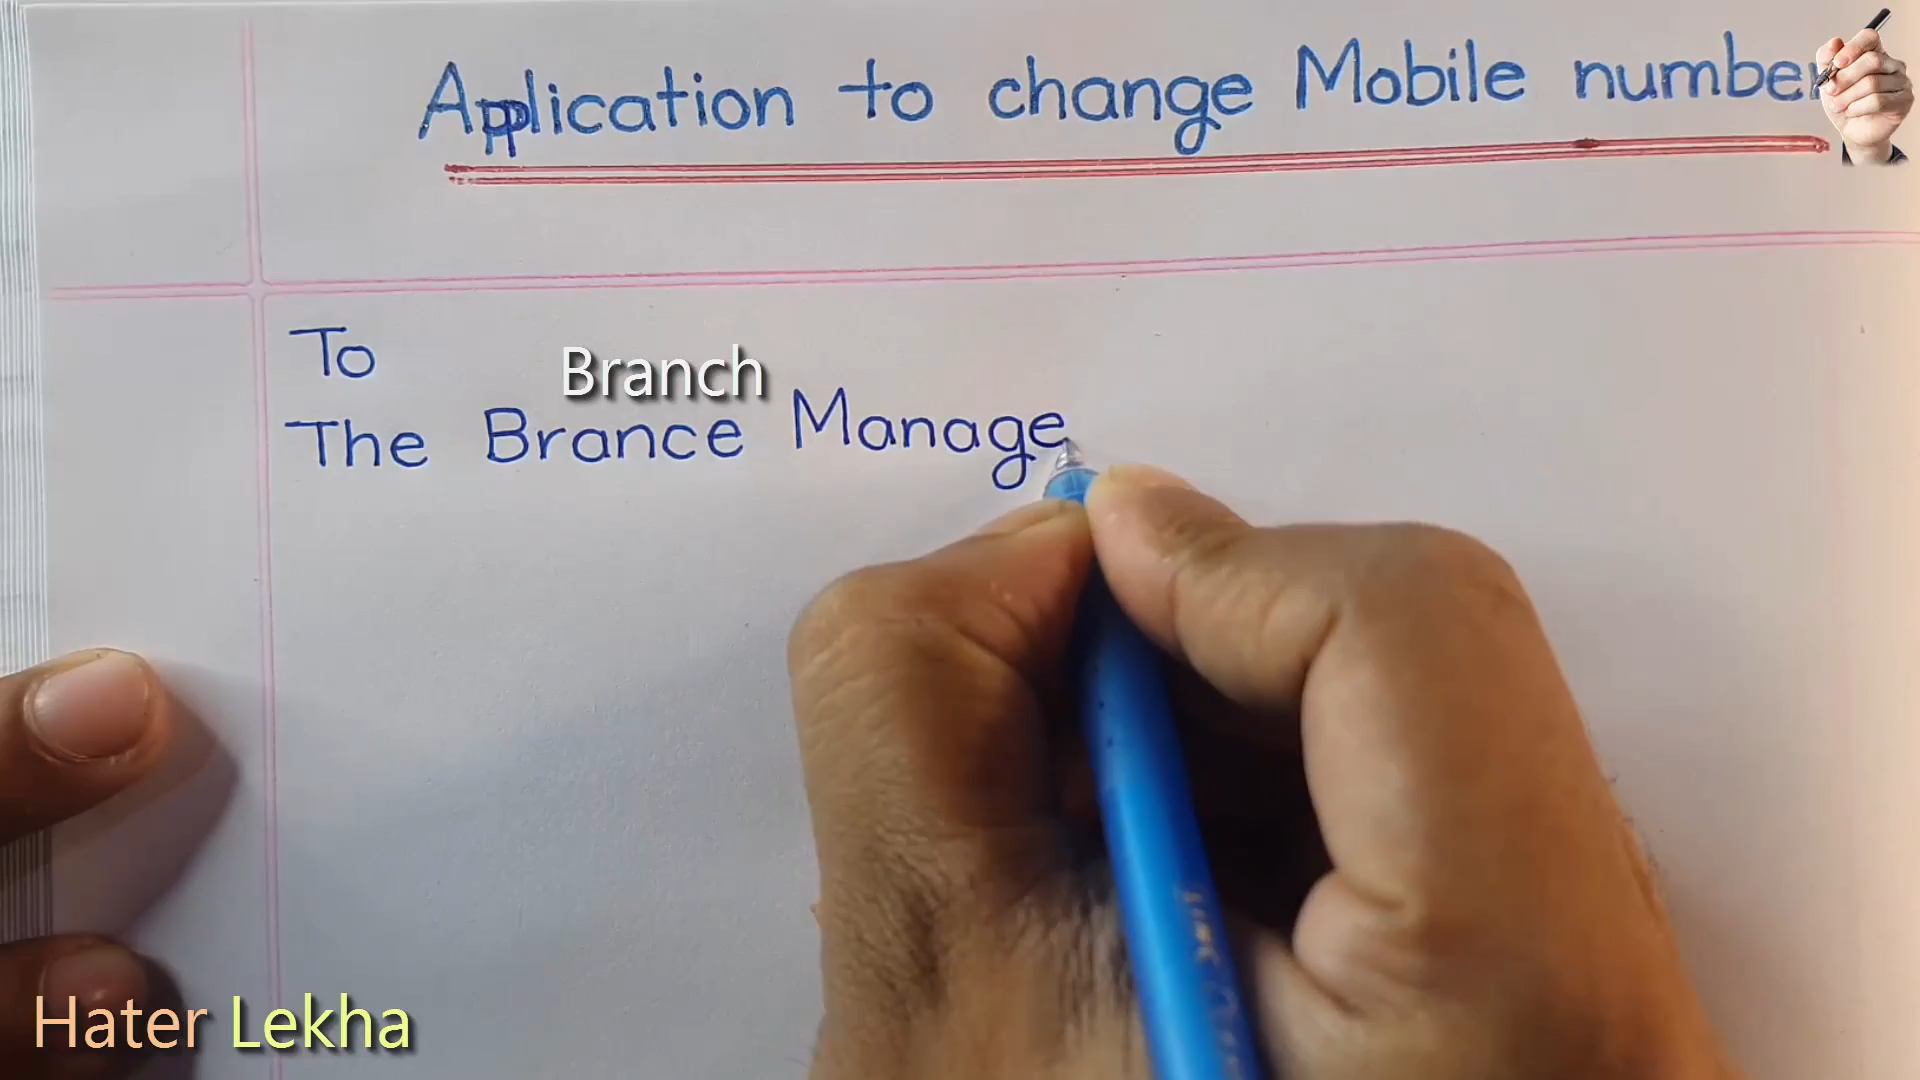 Application to change Mobile number
To
Branch
The Brance Manage
Hater Lekha